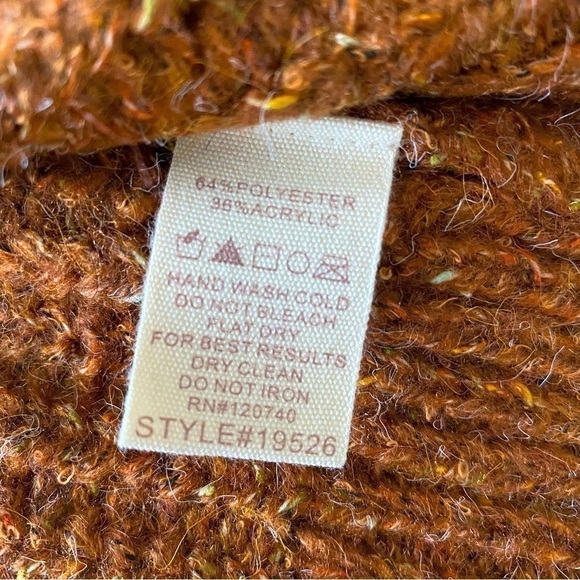 64%POLYESTER
36%ACRYLIC
HAND WASH COLD
DO NOT BLEACH
FLAT DRY
FOR BEST RESULTS
DRY CLEAN
DO NOT IRON
RN#120740
STYLE#19526